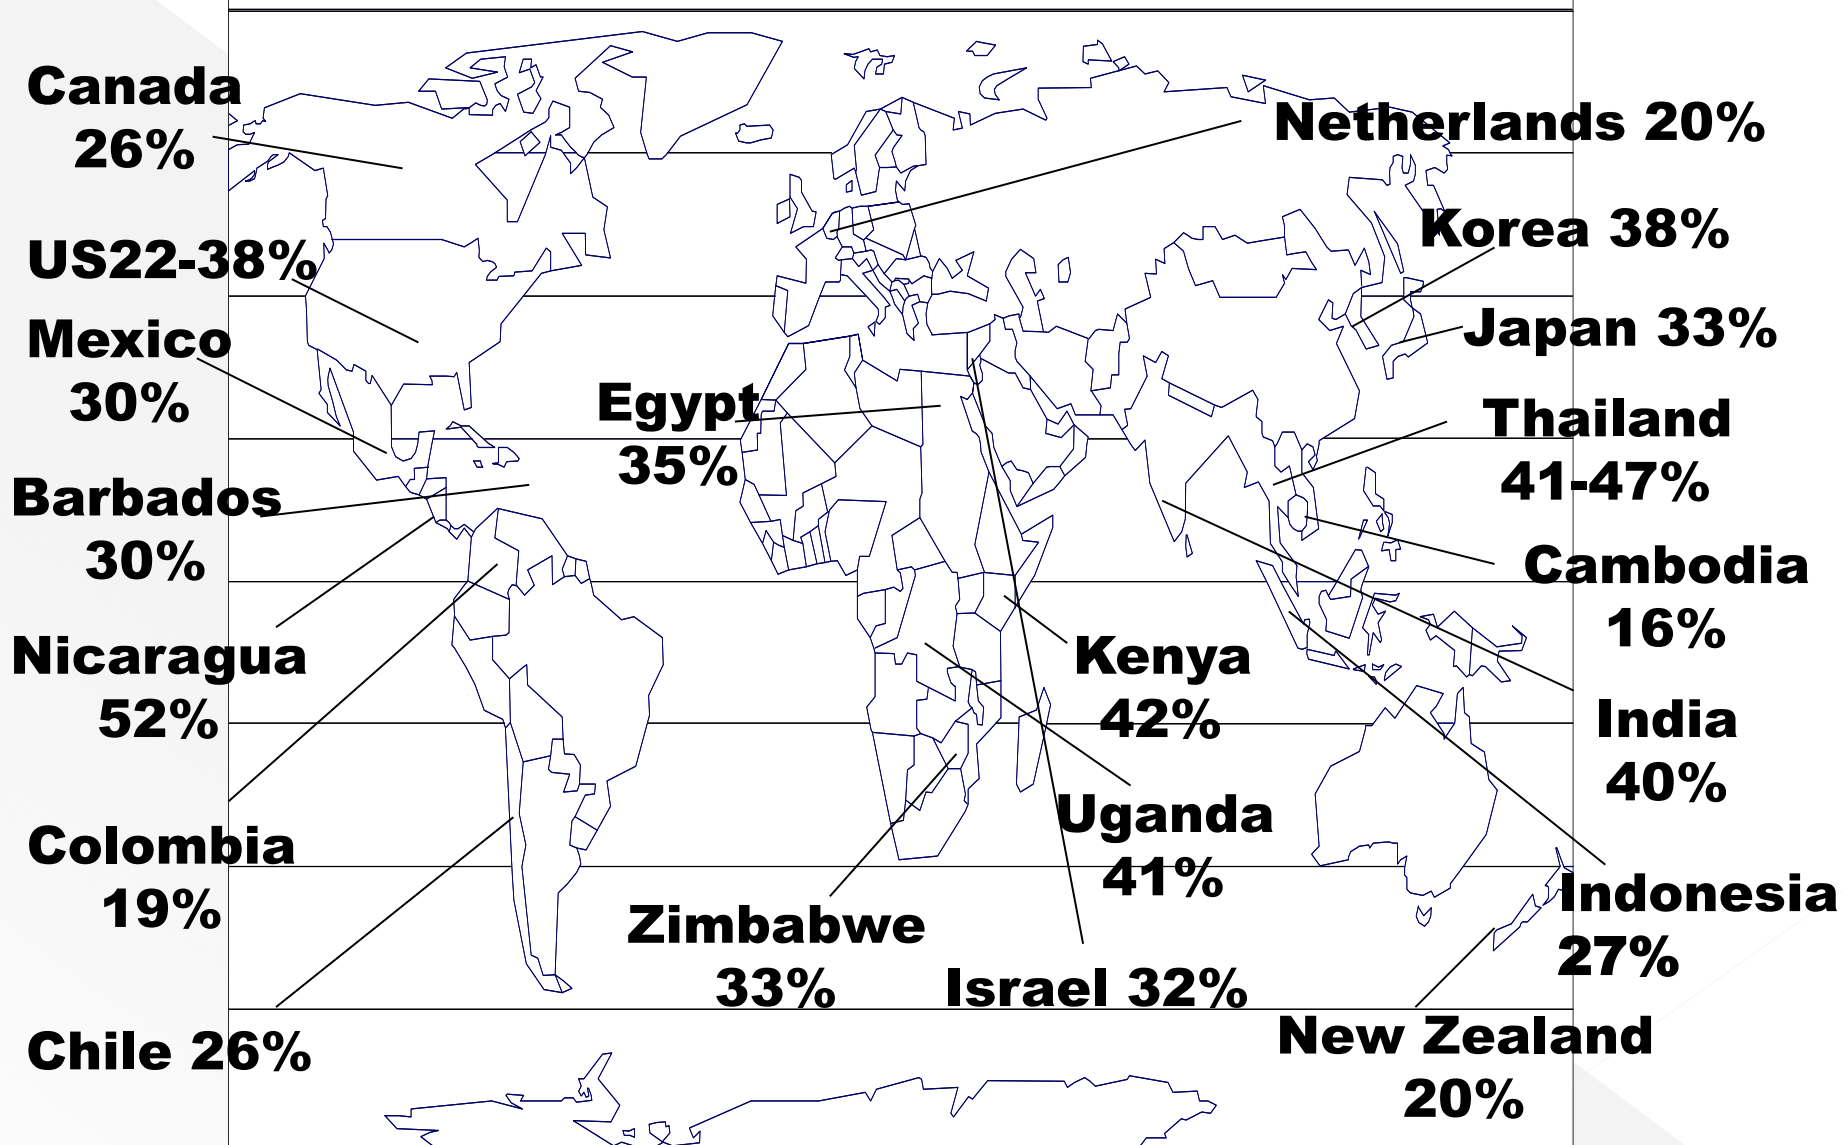 Canada
26%
US22-38%
Mexico
30%
Barbados
30%
Nicaragua
52%
Colombia
19%
Chile 26%
Egypt
35%
Zimbabwe
33%
Israel 32%
Kenya
42%
Uganda
41%
Netherlands 20%
Korea 38%
Japan 33%
Thailand
41-47%
Cambodia
16%
India
40%
Indonesia
27%
New Zealand
20%